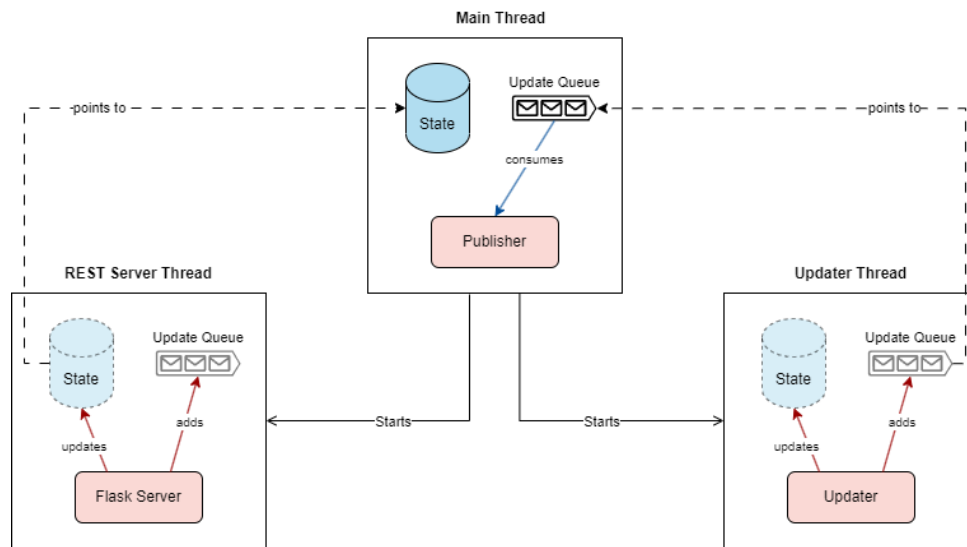 Main Thread
Update Queue
points to
points to
State
consumes
Publisher
REST Server Thread
Updater Thread
Update Queue
Update Queue
State
State
Starts
Starts
adds
adds
updates
updates
Flask Server
Updater